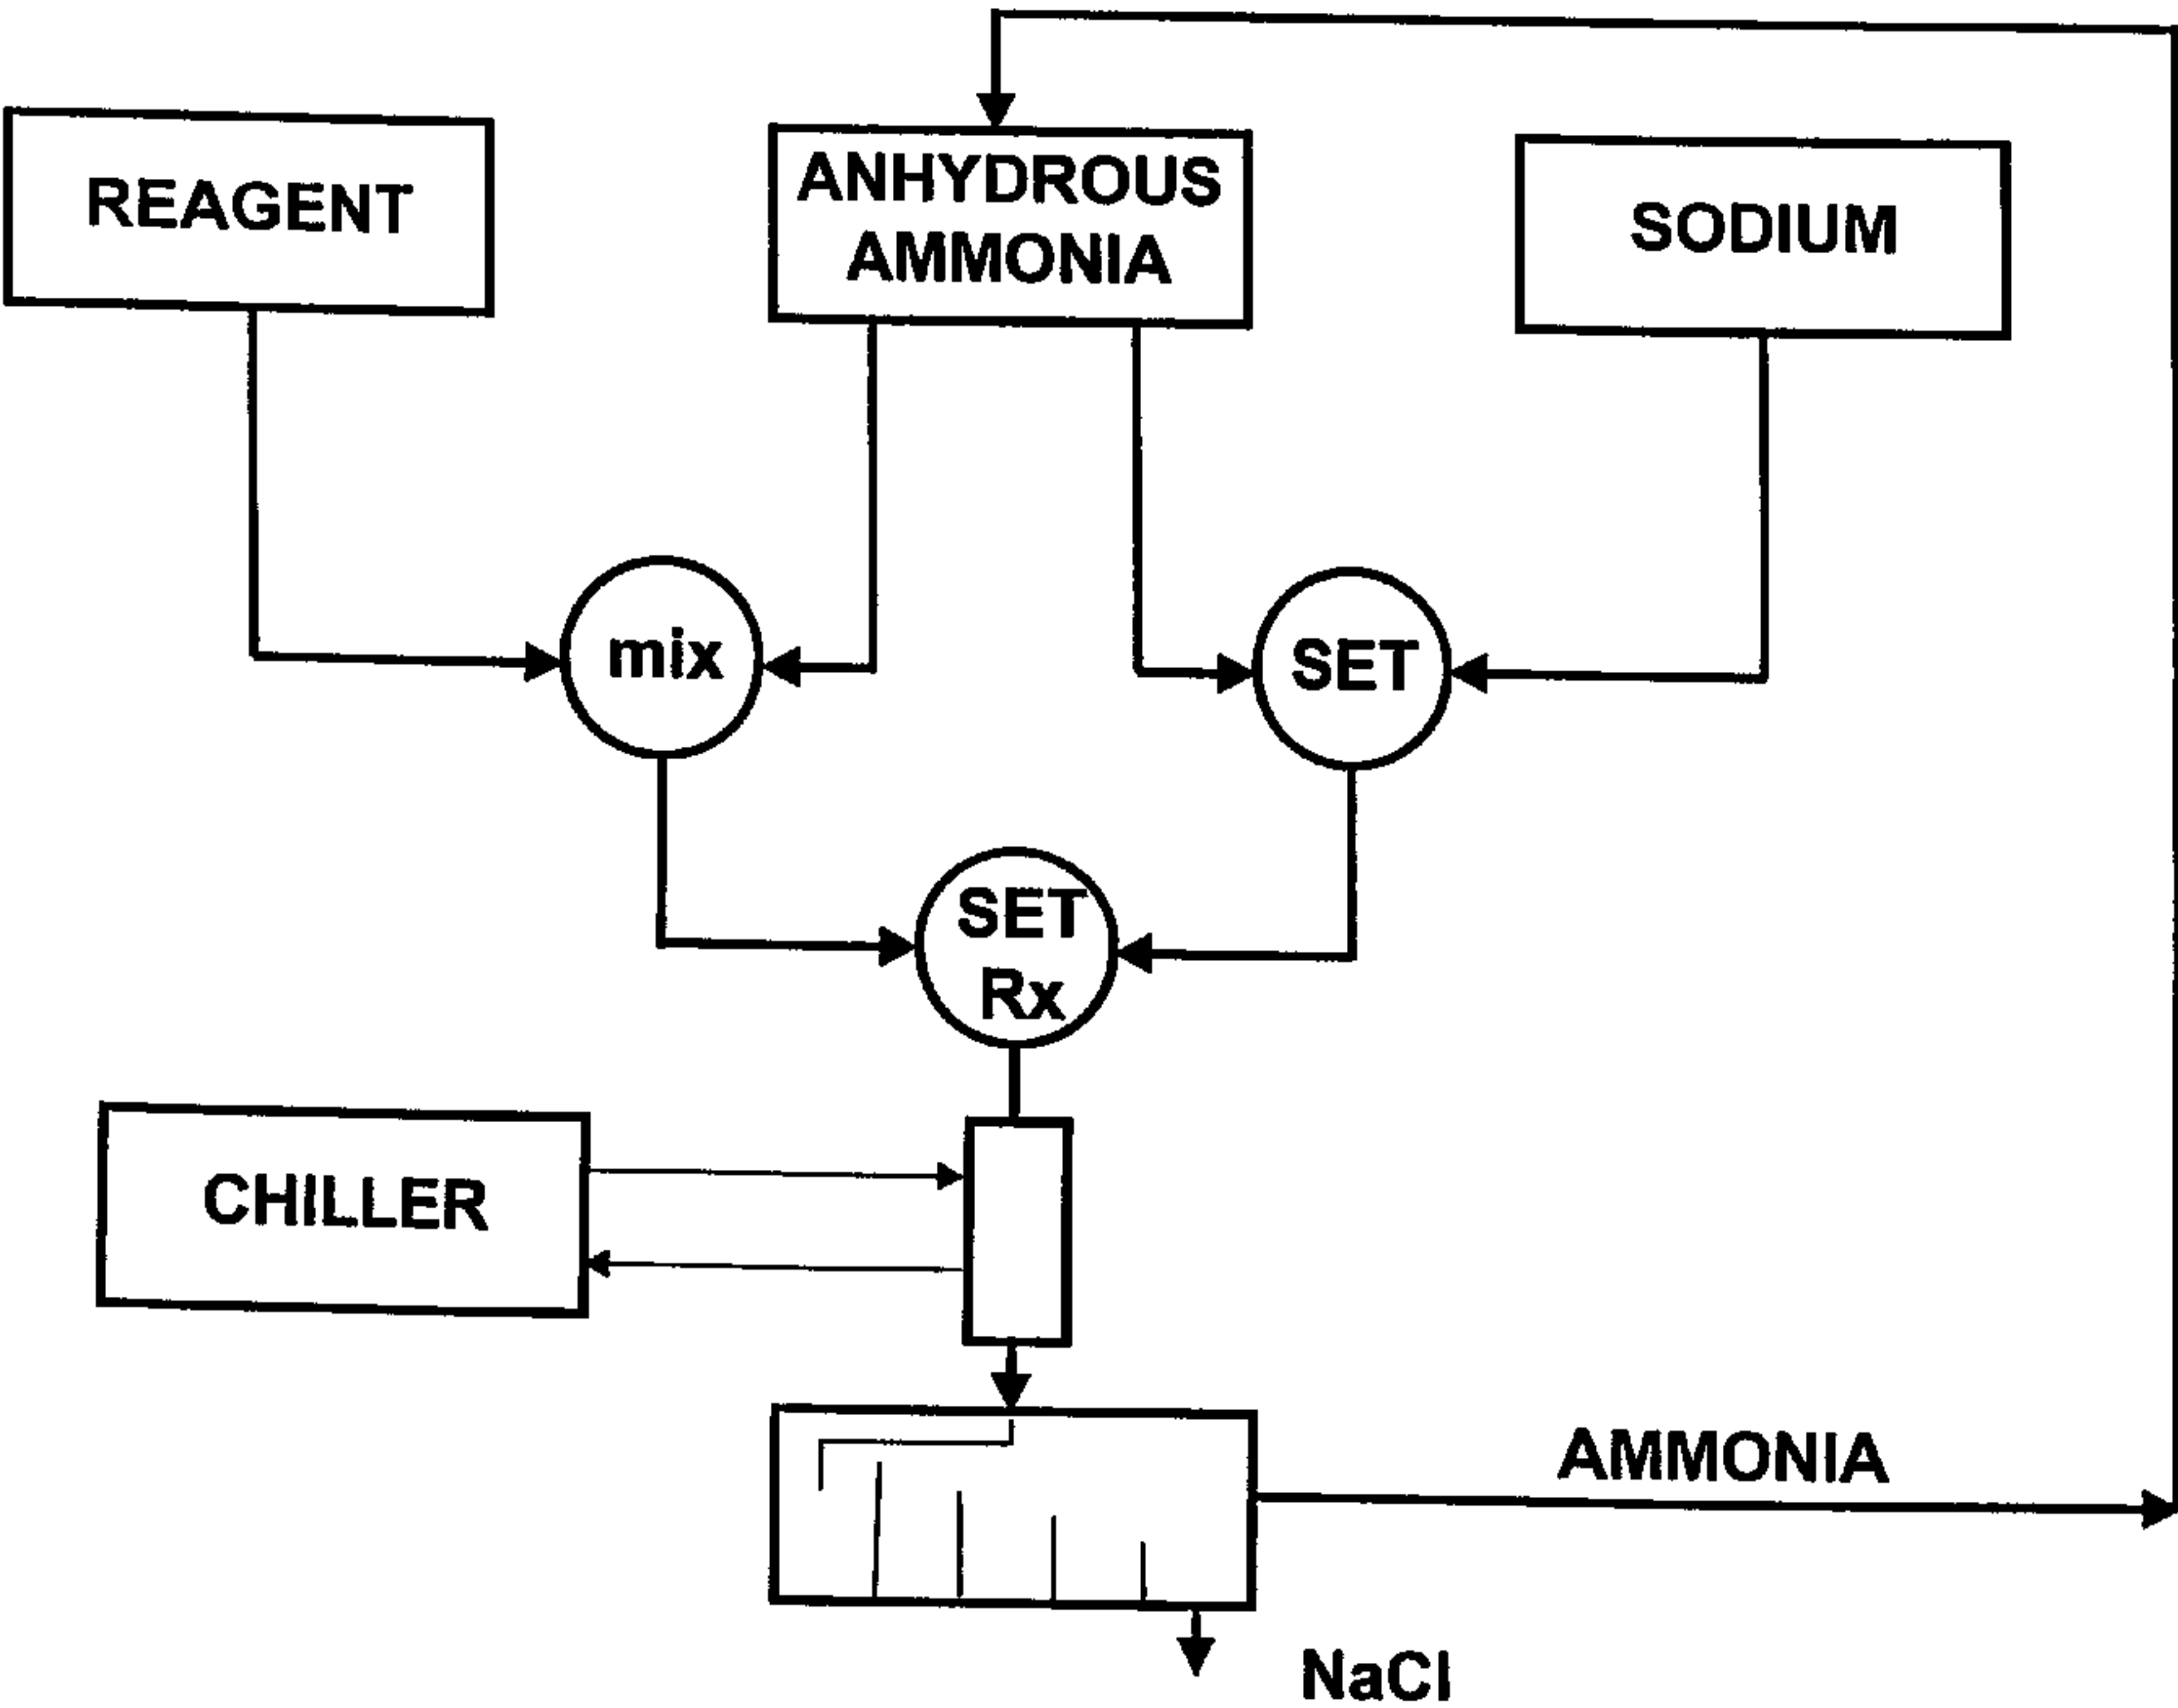 REAGENT
ANHYDROUS
AMMONIA
SODIUM
mix
SET
SET
Rx
CHILLER
AMMONIA
NaCl